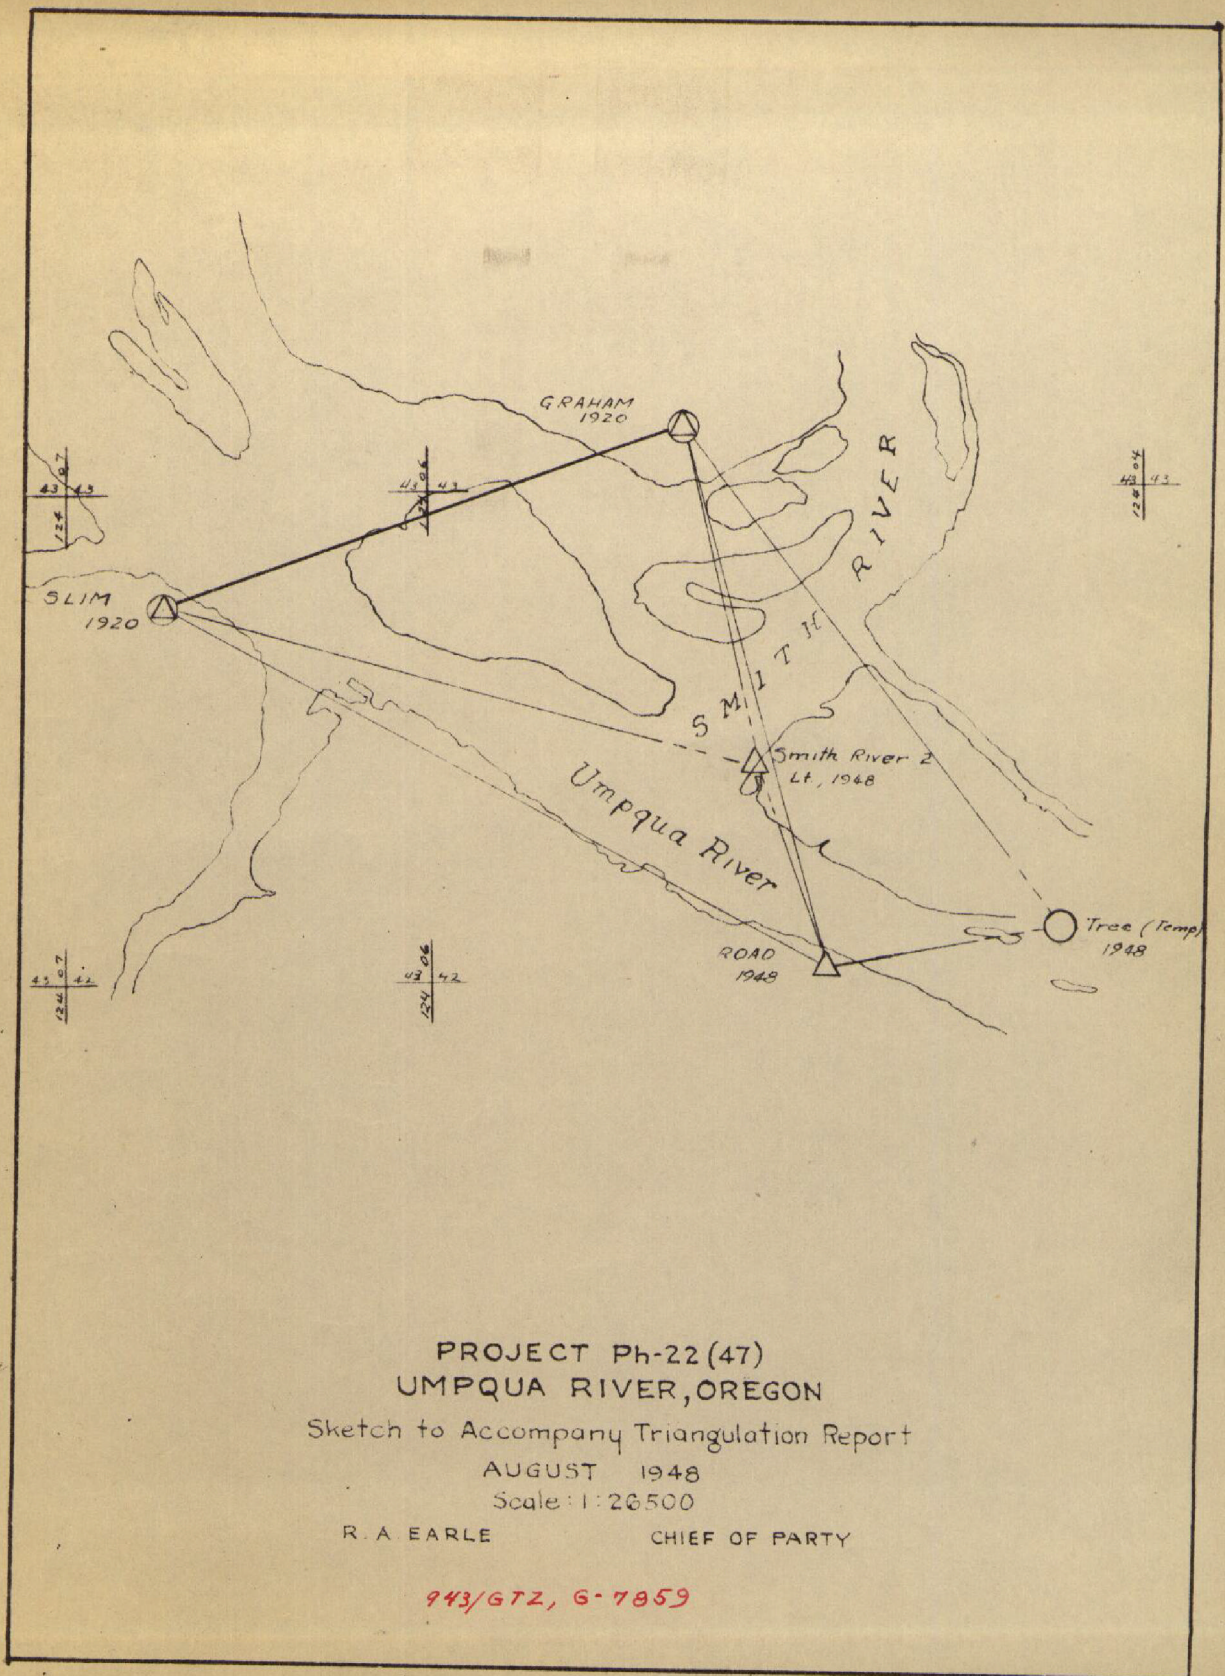 GRAHAM
1920
RIVER
43 43
124 07
43 43
06
43 43
124 04
SLIM
1920
SMITH
Smith River 2
Lt, 1948
Umpqua River
Tree (Temp)
1948
ROAD
1948
43 42
124 07
43 42
124 06
PROJECT Ph-22 (47)
UMPQUA RIVER, OREGON
Sketch to Accompany Triangulation Report
AUGUST 1948
Scale: 1:26500
R. A. EARLE CHIEF OF PARTY
943/GTZ, G-7859